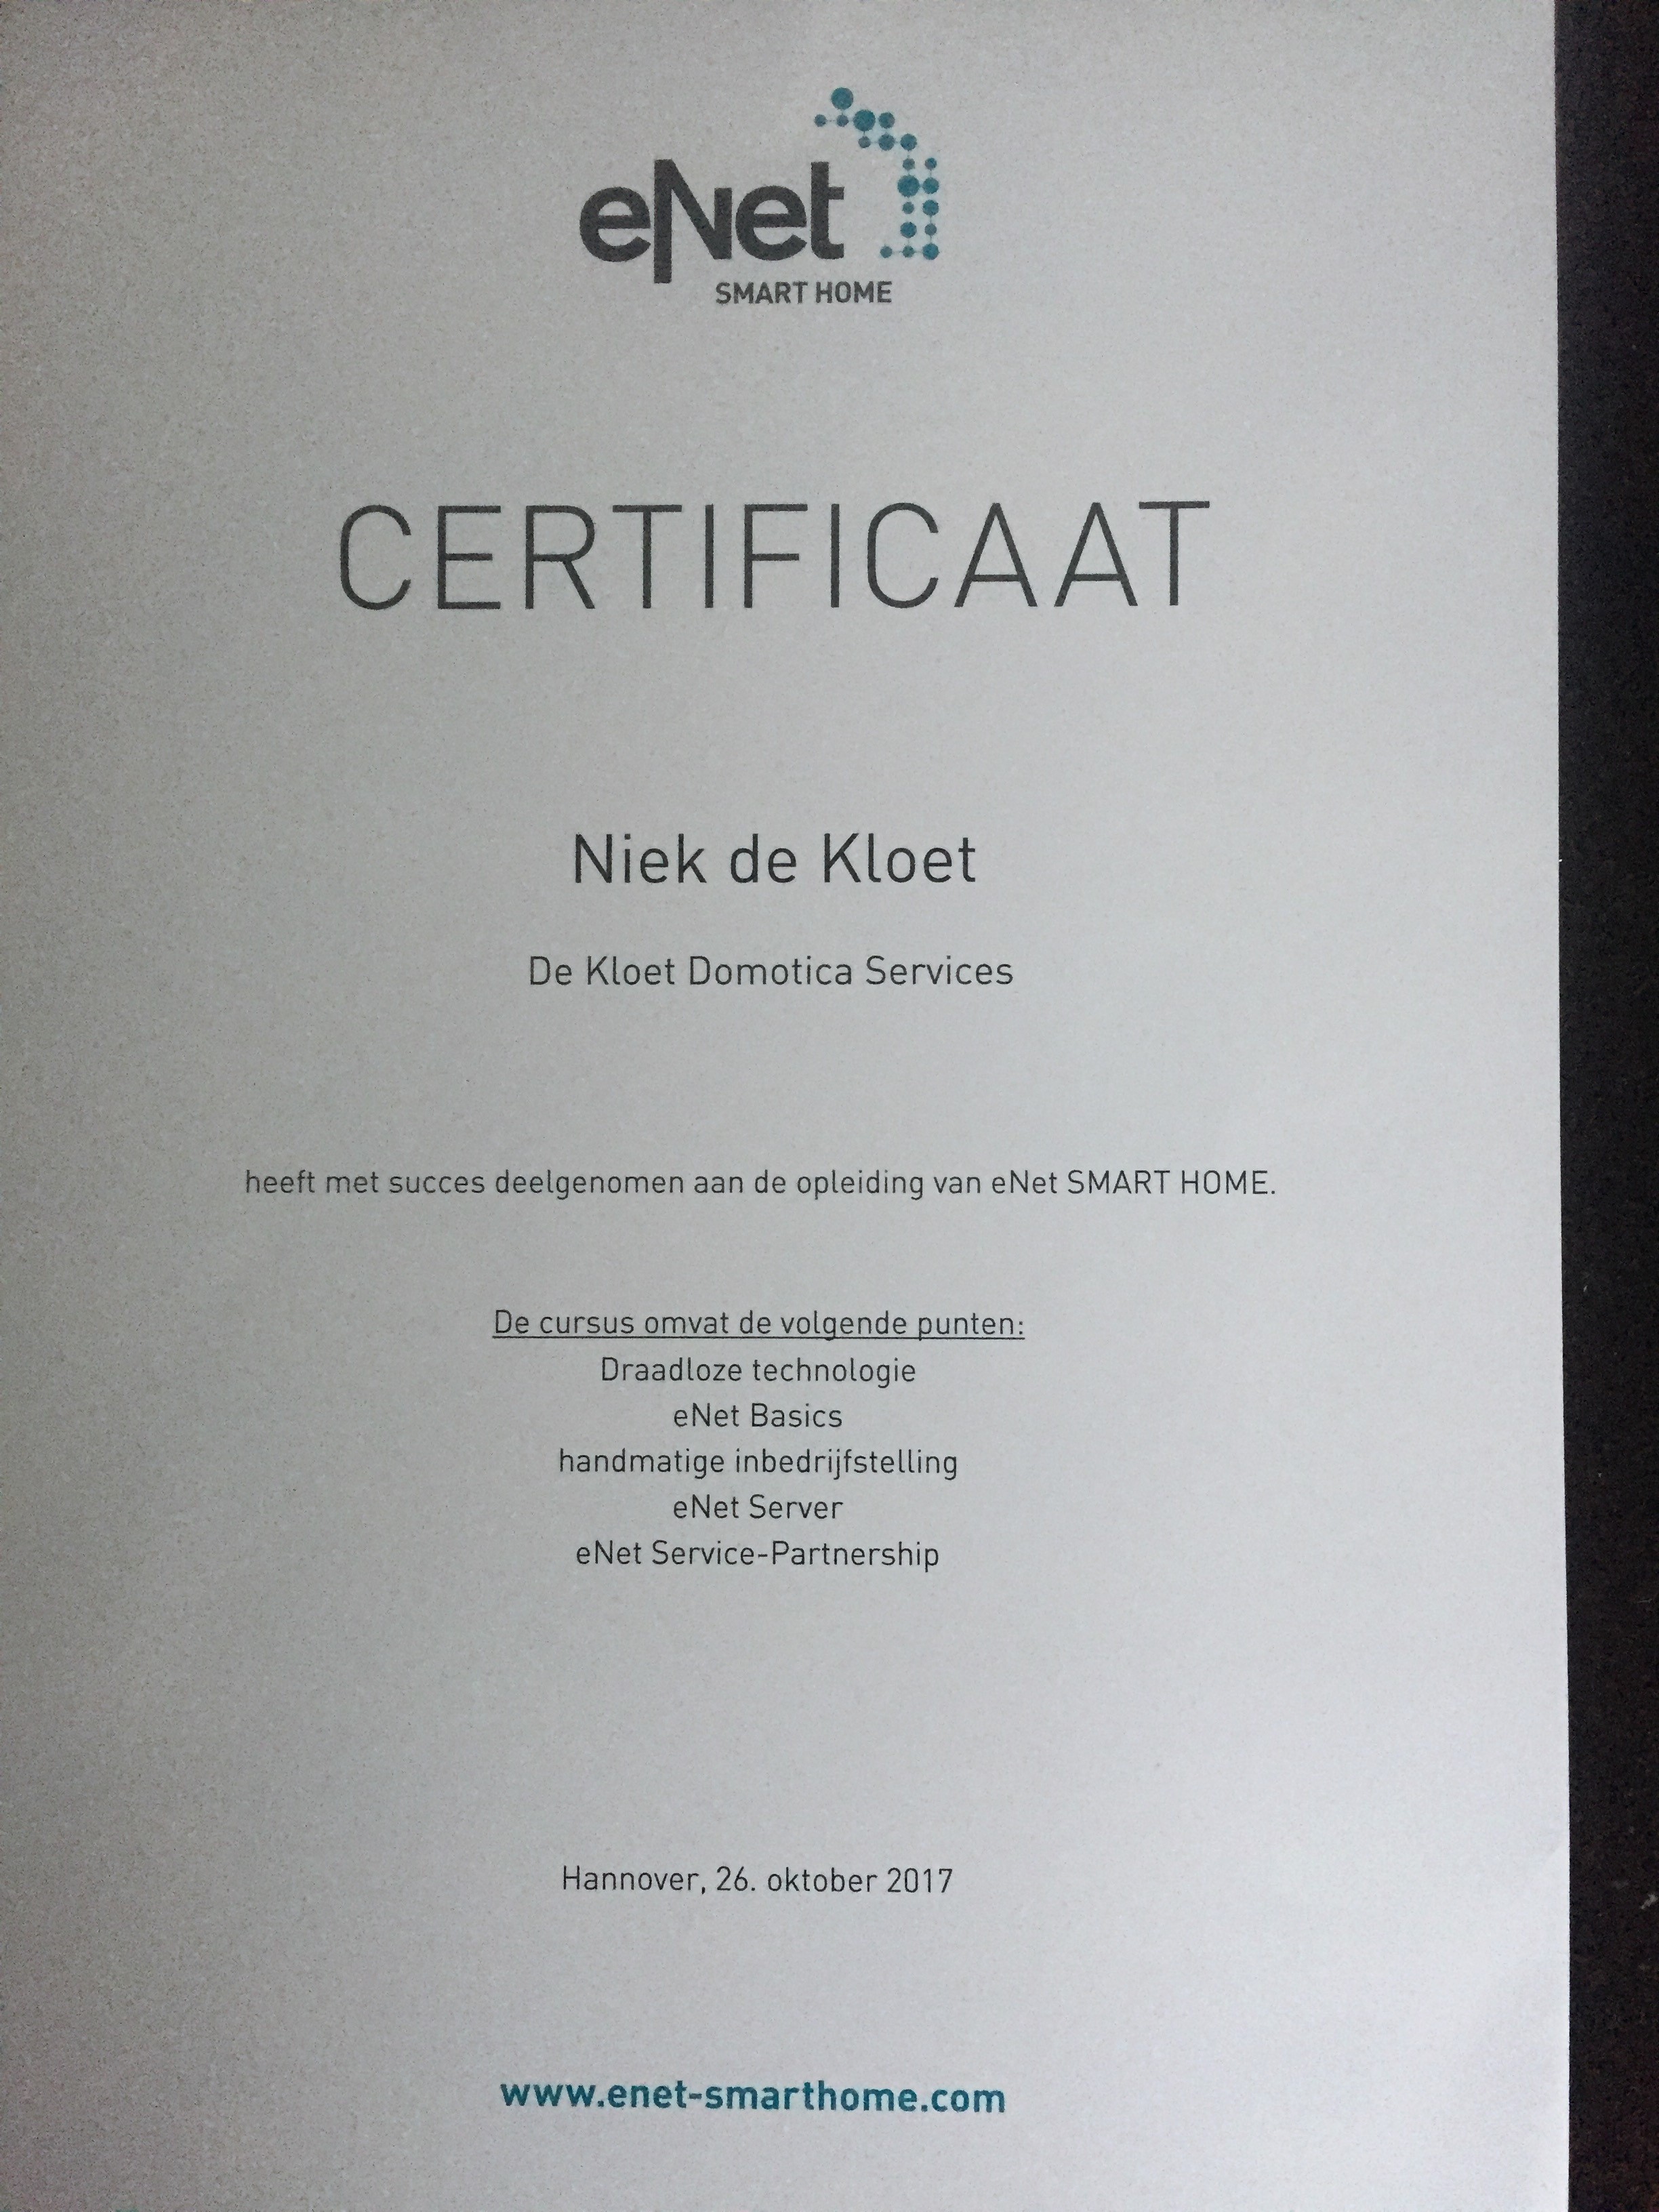 eNet
SMART HOME
CERTIFICAAT
Niek de Kloet
De Kloet Domotica Services
heeft met succes deelgenomen aan de opleiding van eNet SMART HOME.
De cursus omvat de volgende punten:
Draadloze technologie
eNet Basics
handmatige inbedrijfstelling
eNet Server
eNet Service-Partnership
Hannover, 26. oktober 2017
www.enet-smarthome.com